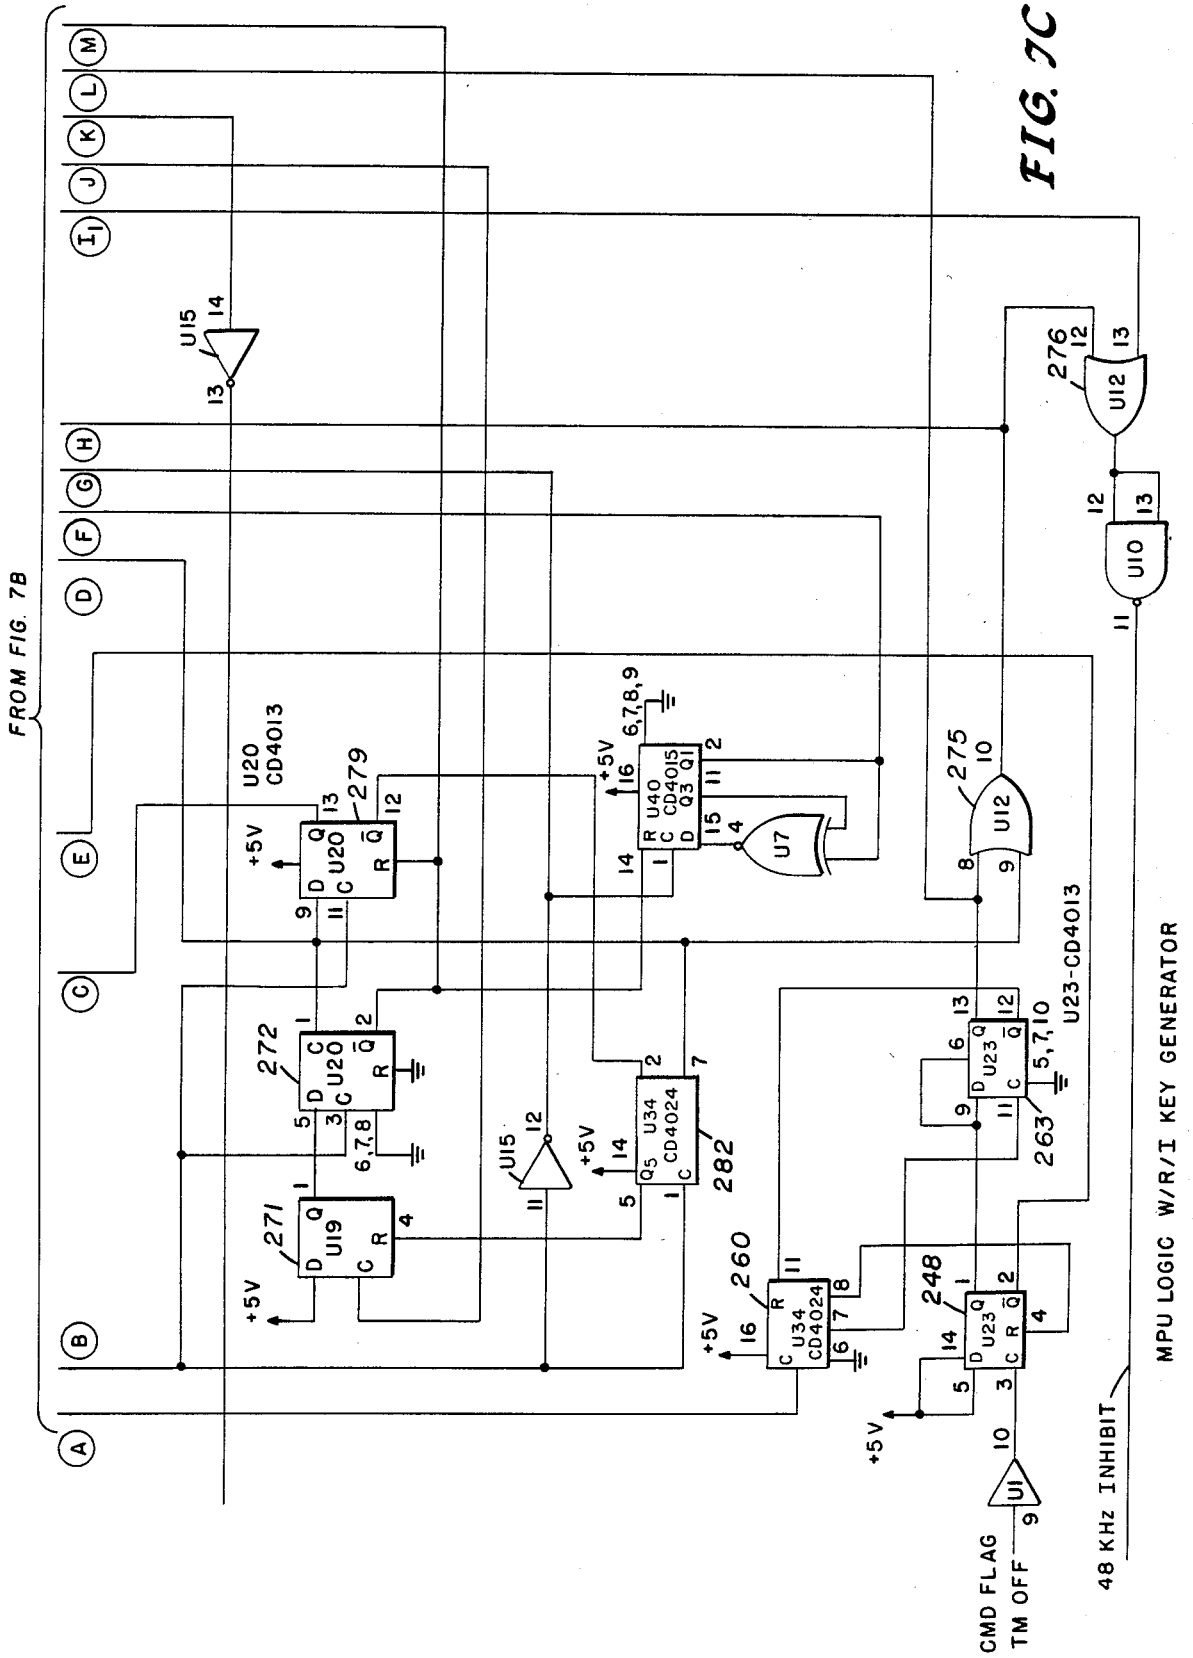 FROM FIG. 7B
A
B
C
E
D
F
G
H
I1
J
K
L
M
+5V
271
D
Q
U19
C
R
1
4
272
5
D
C
1
U20
3
C
Q
2
6,7,8
R
U20
CD4013
+5V
9
D
Q
13
279
U20
11
C
Q
12
R
13
U15
14
U15
11
12
+5V
14
5
Q5
U34
2
CD4024
1
C
7
282
+5V
16
6,7,8,9
14
R
U40
1
C
CD4015
D
Q3
Q1
15
11
2
4
U7
+5V
16
260
R
11
C
U34
CD4024
6
7
8
+5V
14
248
5
D
Q
1
U23
3
C
R
Q
2
4
CMD FLAG
TM OFF
9
U1
10
6
9
D
Q
13
U23
11
C
Q
12
5,7,10
263
U23-CD4013
8
9
U12
275
10
276
12
13
U12
12
13
U10
11
48 KHz INHIBIT
MPU LOGIC W/R/I KEY GENERATOR
FIG. 7C